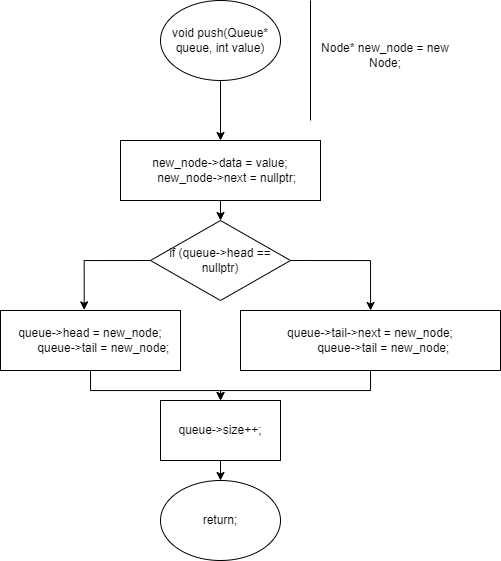 void push(Queue*
queue, int value)
Node* new_node = new
Node;
new_node->data = value;
new_node->next = nullptr;
if (queue->head ==
nullptr)
queue->head = new_node;
queue->tail = new_node;
queue->tail->next = new_node;
queue->tail = new_node;
queue->size++;
return;